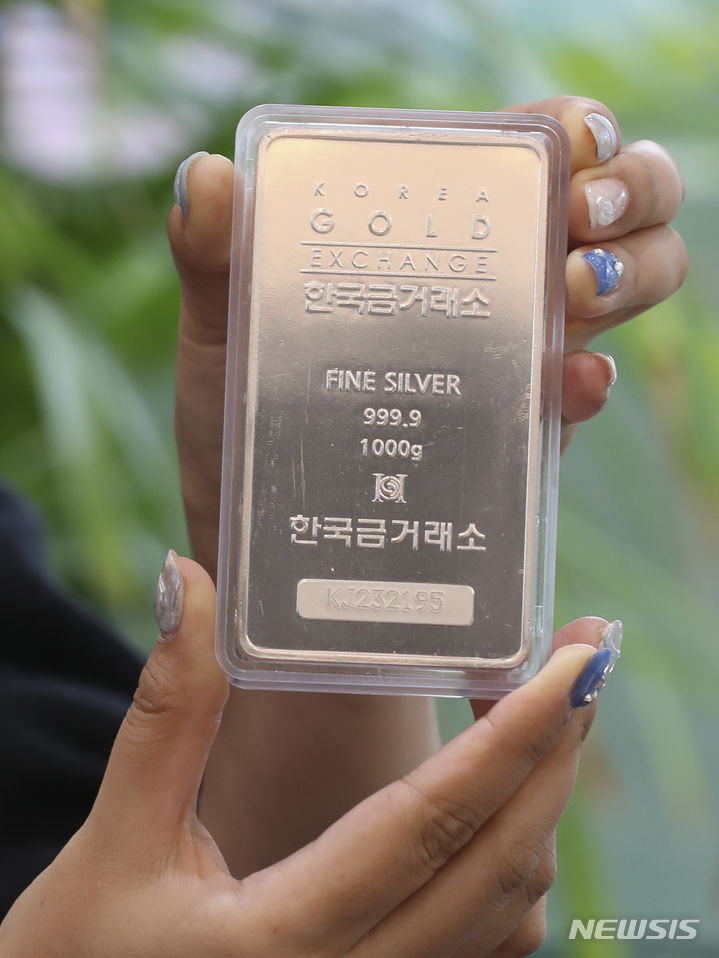 KOREA
GOLD
EXCHANGE
한국금거래소
FINE SILVER
999.9
1000g
한국금거래소
KJ232195
NEWSIS